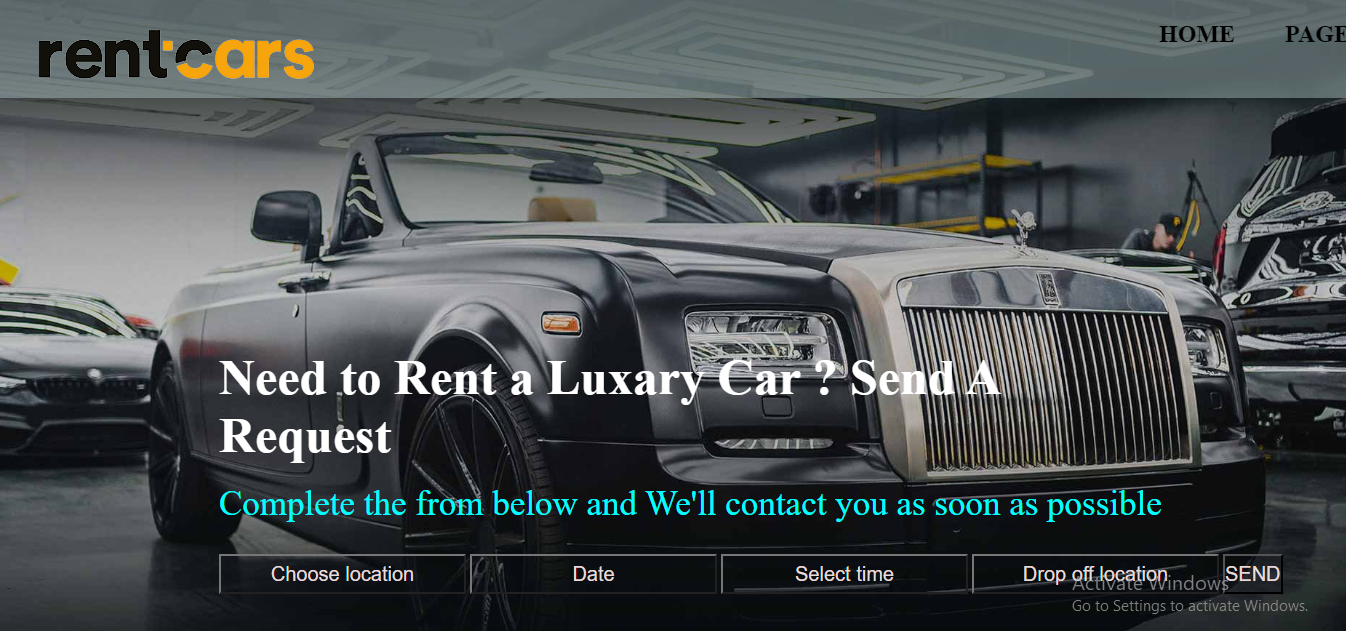 rentcars
HOME
PAGE
Need to Rent a Luxary Car ? Send A
Request
Complete the from below and We'll contact you as soon as possible
Choose location
Date
Select time
Drop off location
SEND
Activate Windows
Go to Settings to activate Windows.